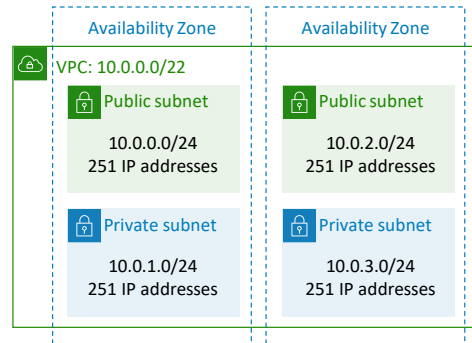 Availability Zone
Availability Zone
VPC: 10.0.0.0/22
Public subnet
10.0.0.0/24
251 IP addresses
Public subnet
10.0.2.0/24
251 IP addresses
Private subnet
10.0.1.0/24
251 IP addresses
Private subnet
10.0.3.0/24
251 IP addresses